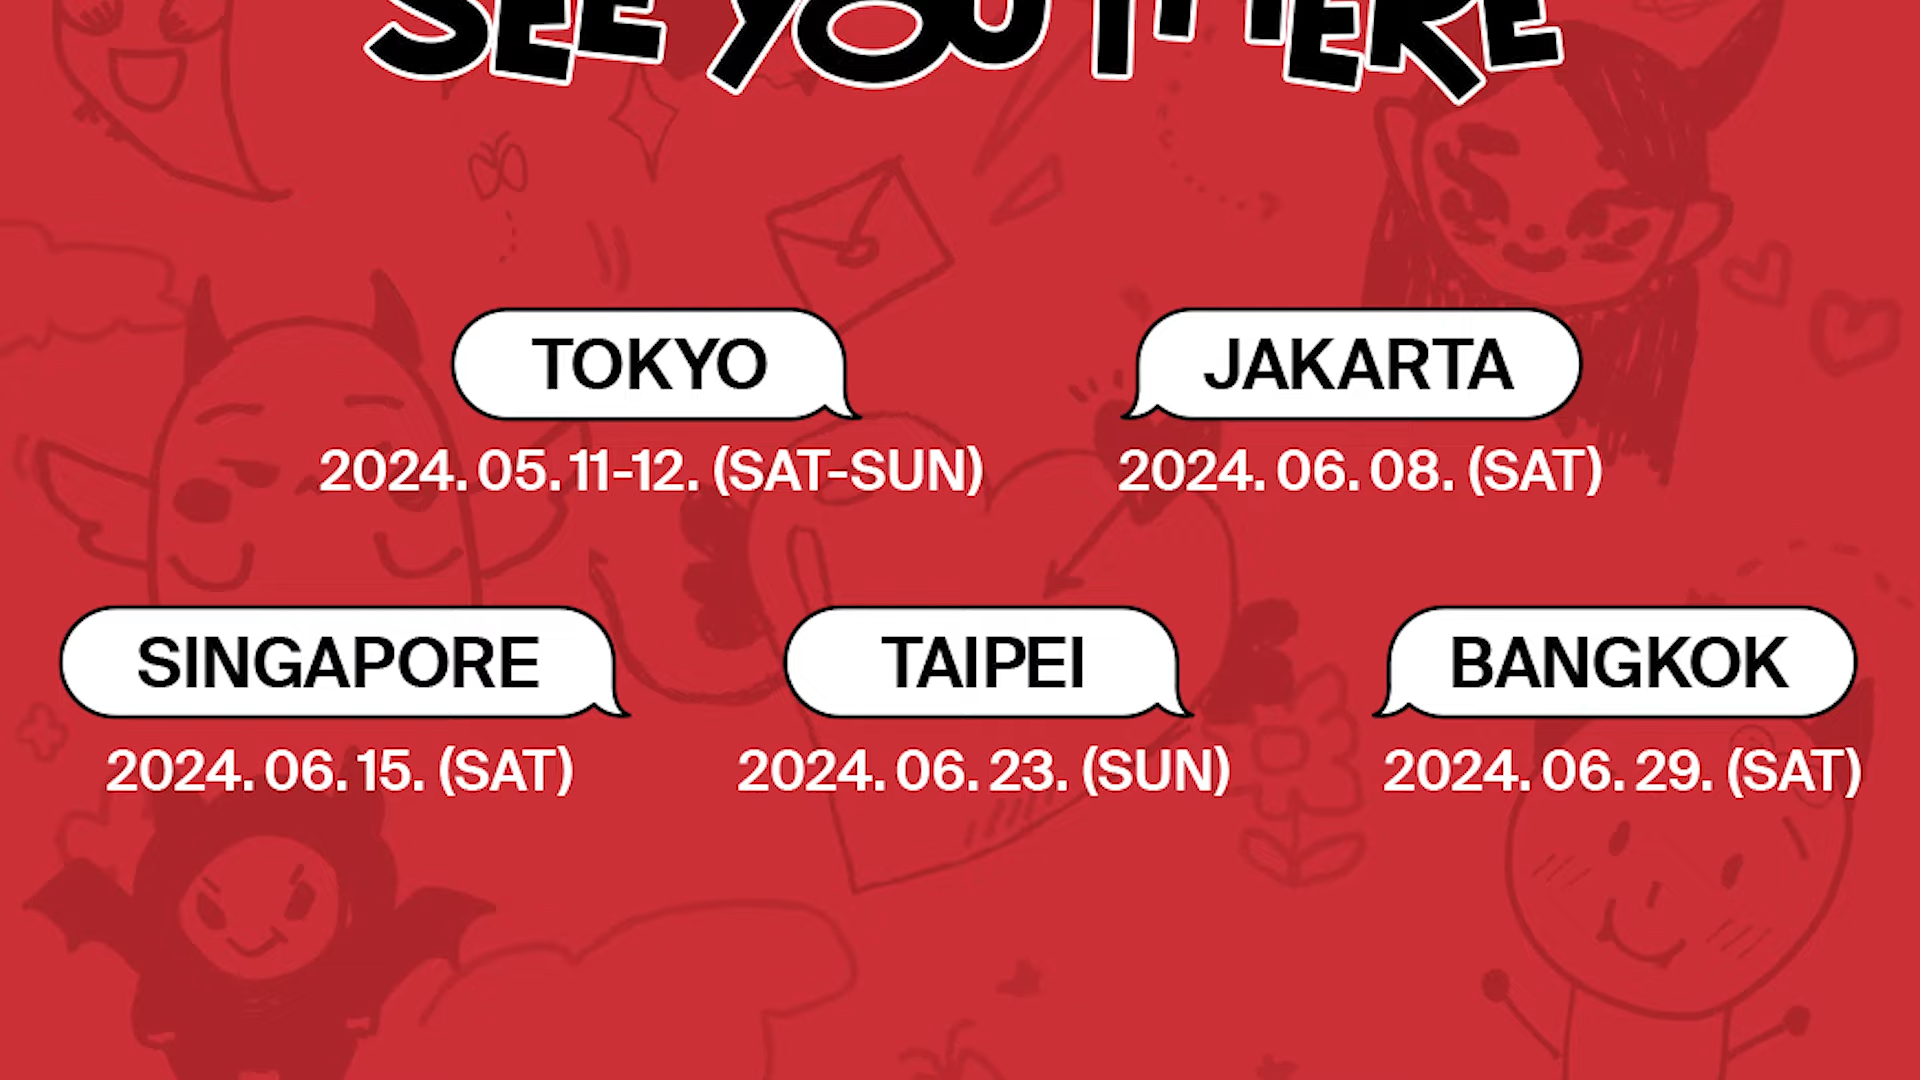 SEE YOU THERE
TOKYO
2024. 05. 11-12. (SAT-SUN)
JAKARTA
2024. 06. 08. (SAT)
SINGAPORE
2024. 06. 15. (SAT)
TAIPEI
2024. 06. 23. (SUN)
BANGKOK
2024. 06. 29. (SAT)